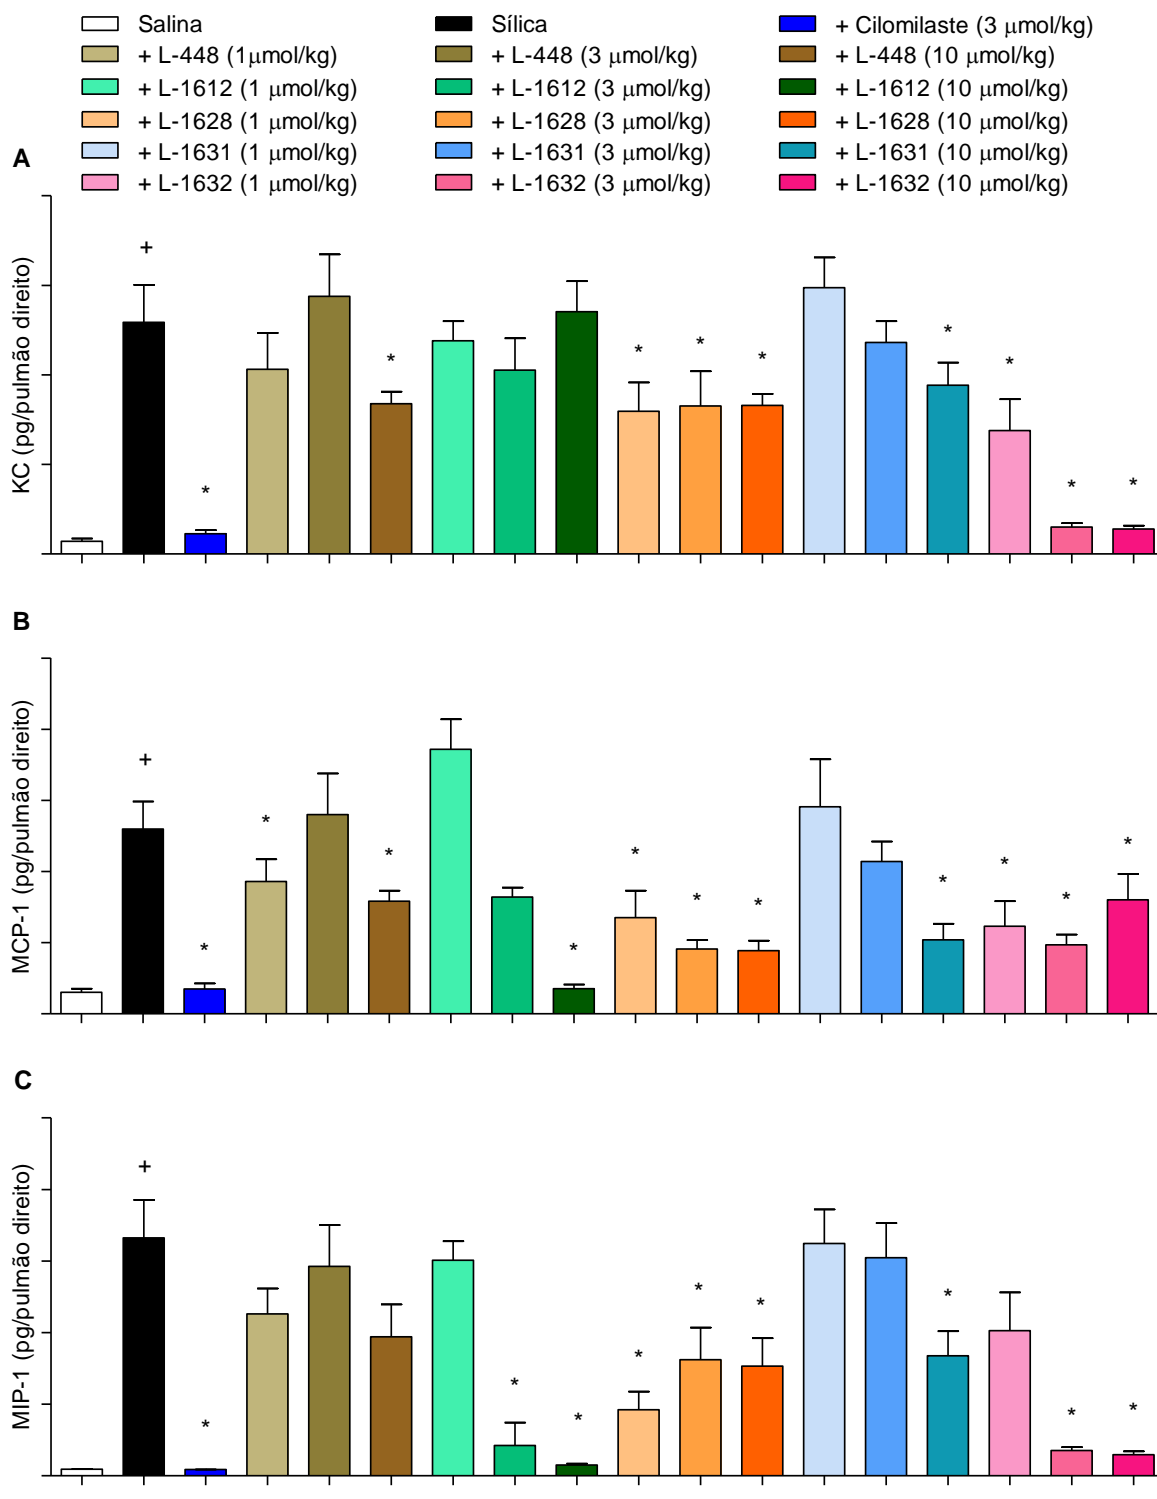 Salina Sílica + Cilomilaste (3 μmol/kg)
+ L-448 (1μmol/kg) + L-448 (3 μmol/kg) + L-448 (10 μmol/kg)
+ L-1612 (1 μmol/kg) + L-1612 (3 μmol/kg) + L-1612 (10 μmol/kg)
+ L-1628 (1 μmol/kg) + L-1628 (3 μmol/kg) + L-1628 (10 μmol/kg)
+ L-1631 (1 μmol/kg) + L-1631 (3 μmol/kg) + L-1631 (10 μmol/kg)
+ L-1632 (1 μmol/kg) + L-1632 (3 μmol/kg) + L-1632 (10 μmol/kg)
A
KC (pg/pulmão direito)
+ * * * * * * * * *
B
MCP-1 (pg/pulmão direito)
+ * * * * * * * * * * *
C
MIP-1 (pg/pulmão direito)
+ * * * * * * * * *